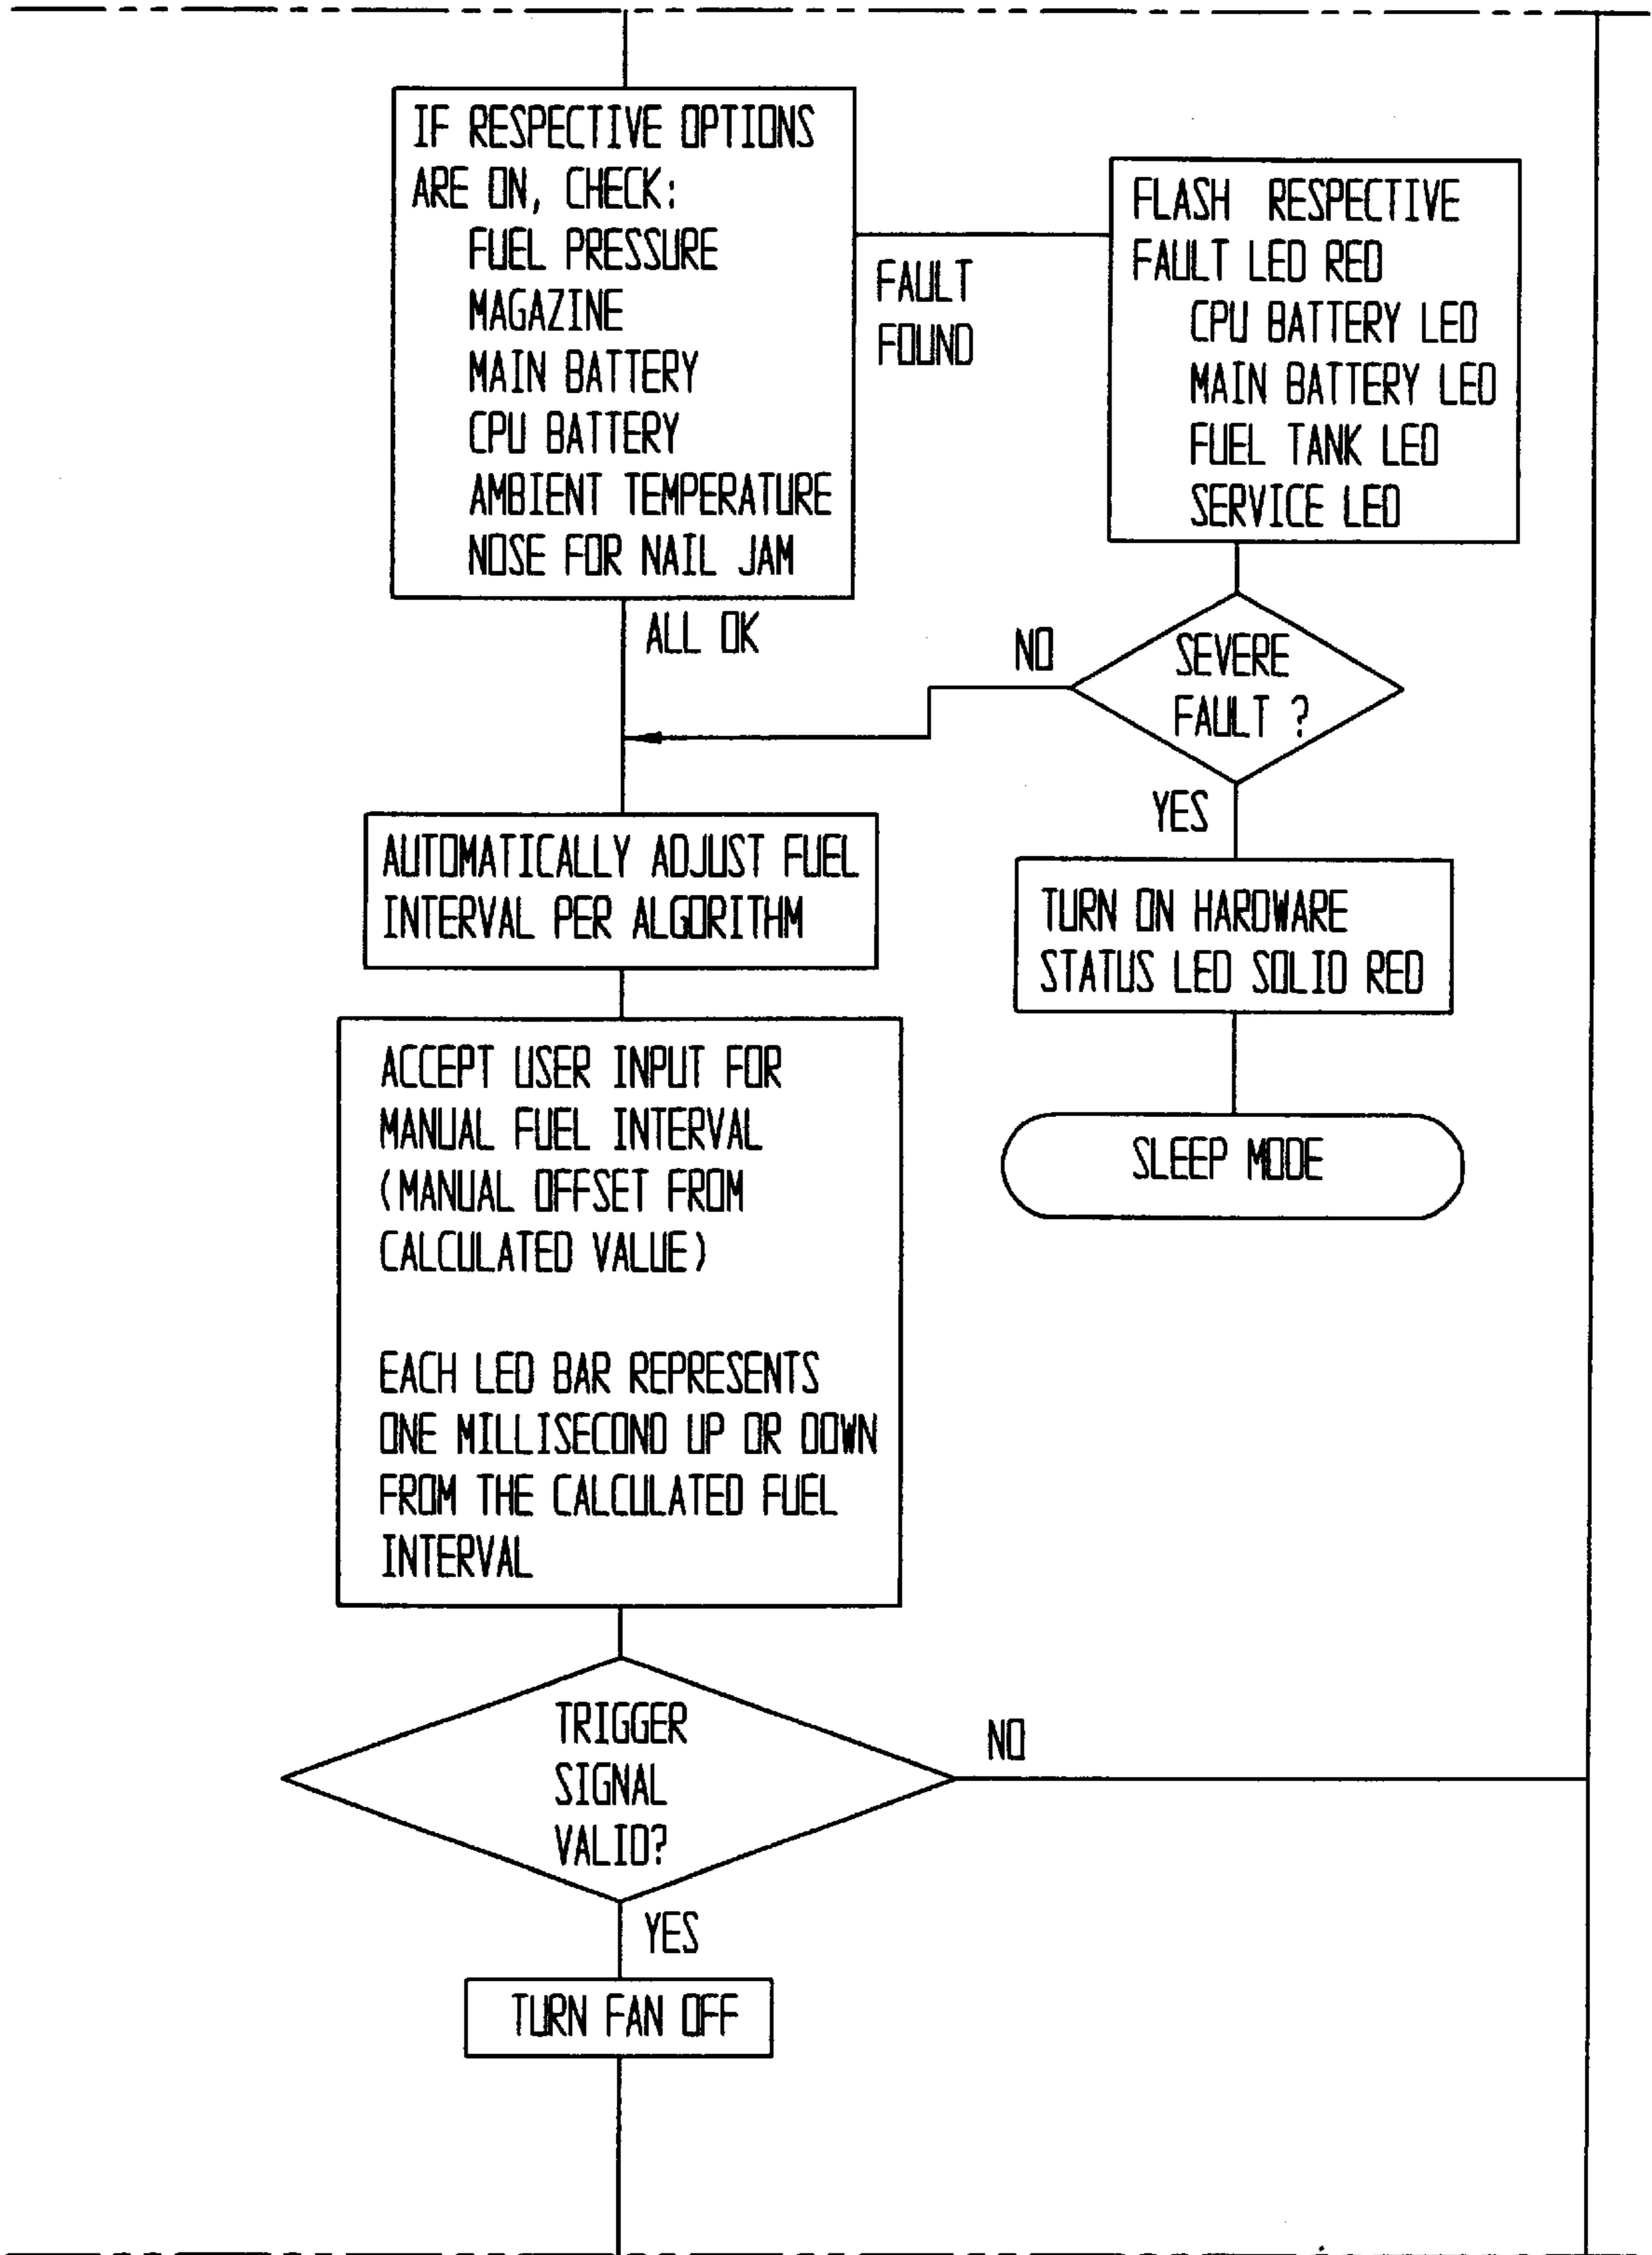 IF RESPECTIVE OPTIONS
ARE ON, CHECK:
FUEL PRESSURE
MAGAZINE
MAIN BATTERY
CPU BATTERY
AMBIENT TEMPERATURE
NOSE FOR NAIL JAM
FAULT
FOUND
FLASH RESPECTIVE
FAULT LED RED
CPU BATTERY LED
MAIN BATTERY LED
FUEL TANK LED
SERVICE LED
ALL OK
NO
SEVERE
FAULT ?
YES
AUTOMATICALLY ADJUST FUEL
INTERVAL PER ALGORITHM
TURN ON HARDWARE
STATUS LED SOLID RED
SLEEP MODE
ACCEPT USER INPUT FOR
MANUAL FUEL INTERVAL
(MANUAL OFFSET FROM
CALCULATED VALUE)
EACH LED BAR REPRESENTS
ONE MILLISECOND UP OR DOWN
FROM THE CALCULATED FUEL
INTERVAL
TRIGGER
SIGNAL
VALID?
NO
YES
TURN FAN OFF